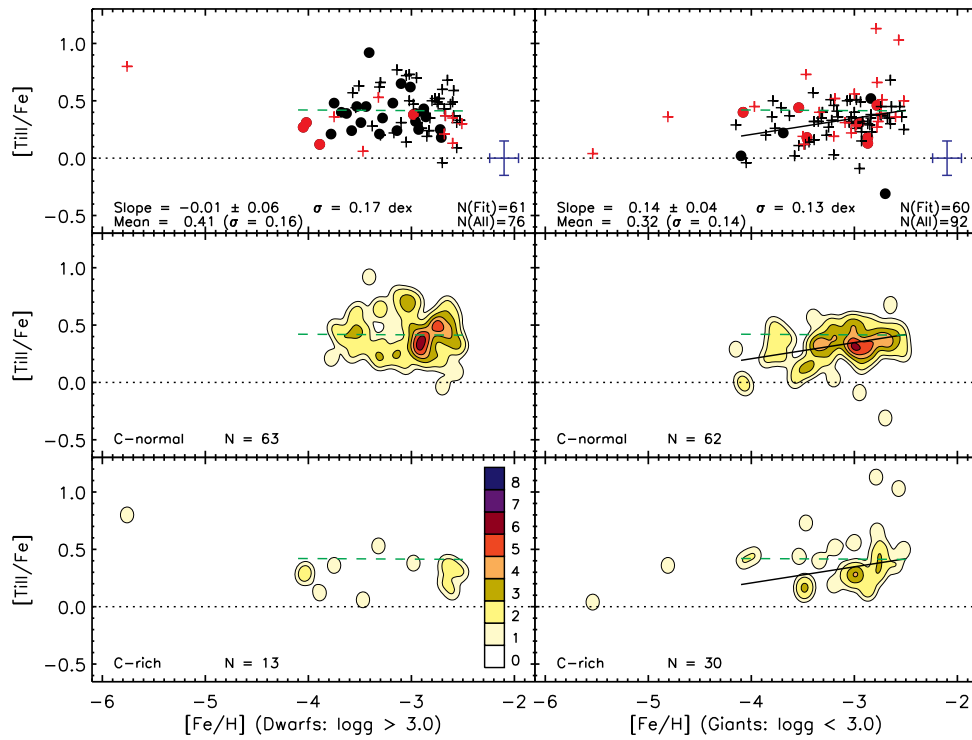 1.0
0.5
0.0
−0.5
[TiII/Fe]
Slope = −0.01 ± 0.06 σ = 0.17 dex N(Fit)=61
Mean = 0.41 (σ = 0.16) N(All)=76
Slope = 0.14 ± 0.04 σ = 0.13 dex N(Fit)=60
Mean = 0.32 (σ = 0.14) N(All)=92
1.0
0.5
0.0
−0.5
[TiII/Fe]
C−normal N = 63
C−normal N = 62
1.0
0.5
0.0
−0.5
[TiII/Fe]
C−rich N = 13
8
7
6
5
4
3
2
1
0
C−rich N = 30
−6 −5 −4 −3 −2
−6 −5 −4 −3 −2
[Fe/H] (Dwarfs: logg > 3.0)
[Fe/H] (Giants: logg < 3.0)